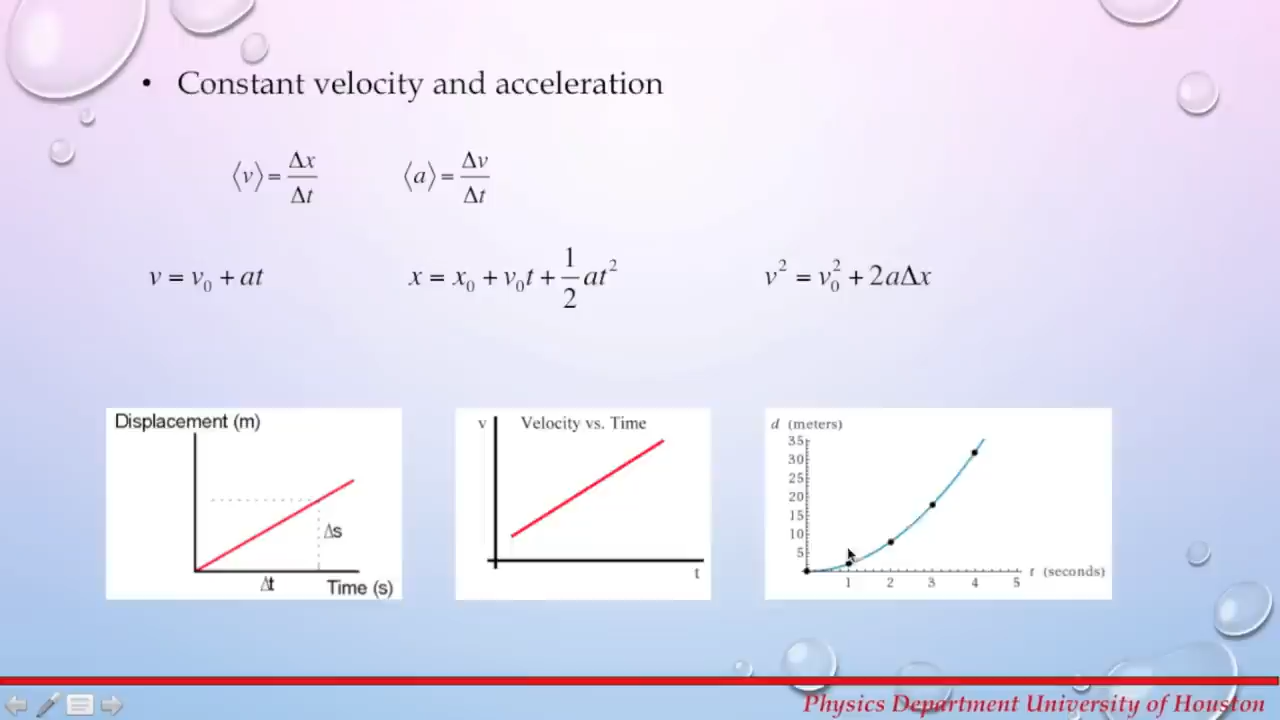 • Constant velocity and acceleration
⟨v⟩ = Δx/Δt
⟨a⟩ = Δv/Δt
v = v₀ + at
x = x₀ + v₀t + 1/2 at²
v² = v₀² + 2aΔx
Displacement (m)
Δs
Δt
Time (s)
v
Velocity vs. Time
t
d (meters)
35
30
25
20
15
10
5
1 2 3 4 5
t (seconds)
Physics Department University of Houston